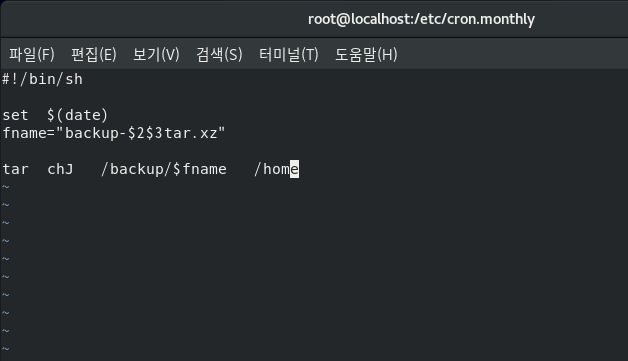 root@localhost:/etc/cron.monthly
파일(F) 편집(E) 보기(V) 검색(S) 터미널(T) 도움말(H)
#!/bin/sh
set  $(date)
fname="backup-$2$3tar.xz"
tar  chJ   /backup/$fname   /home
~
~
~
~
~
~
~
~
~
~